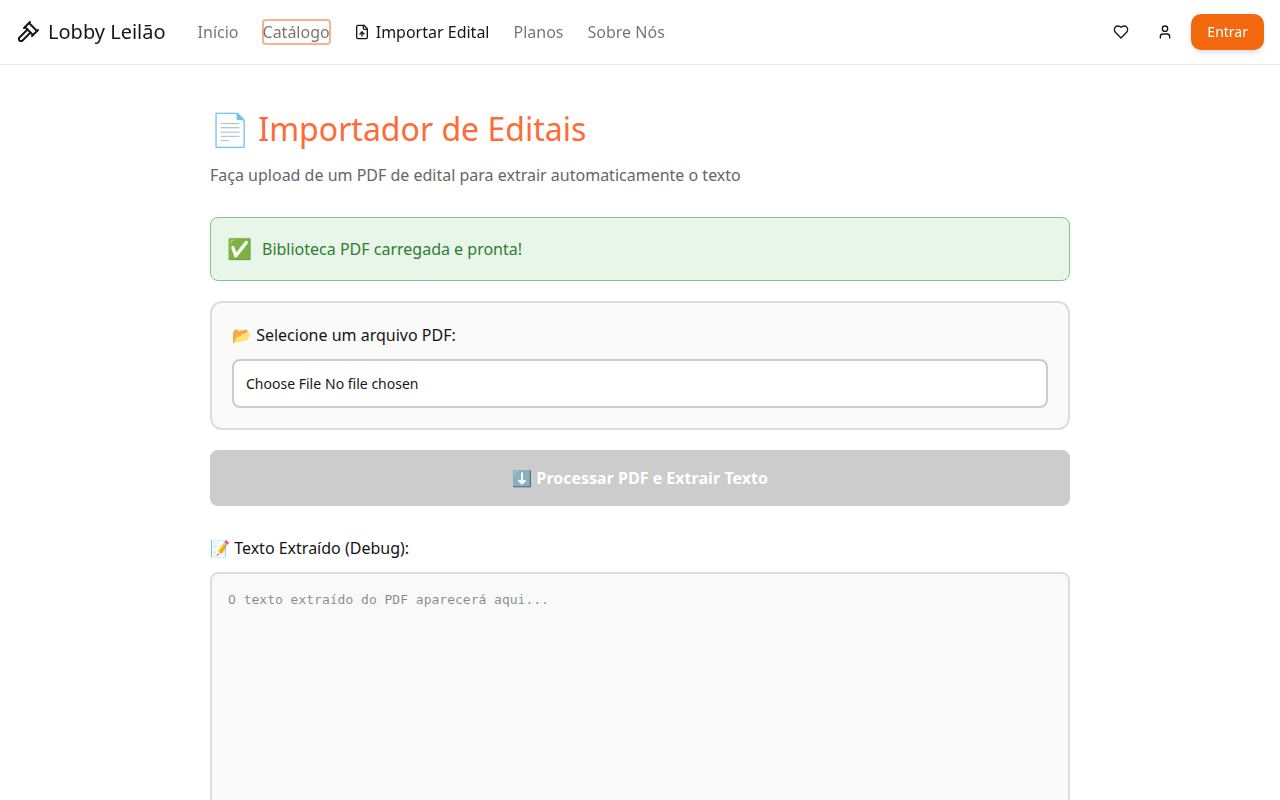 Lobby Leilão
Início
Catálogo
Importar Edital
Planos
Sobre Nós
Entrar
Importador de Editais
Faça upload de um PDF de edital para extrair automaticamente o texto
Biblioteca PDF carregada e pronta!
Selecione um arquivo PDF:
Choose File No file chosen
Processar PDF e Extrair Texto
Texto Extraído (Debug):
O texto extraído do PDF aparecerá aqui...